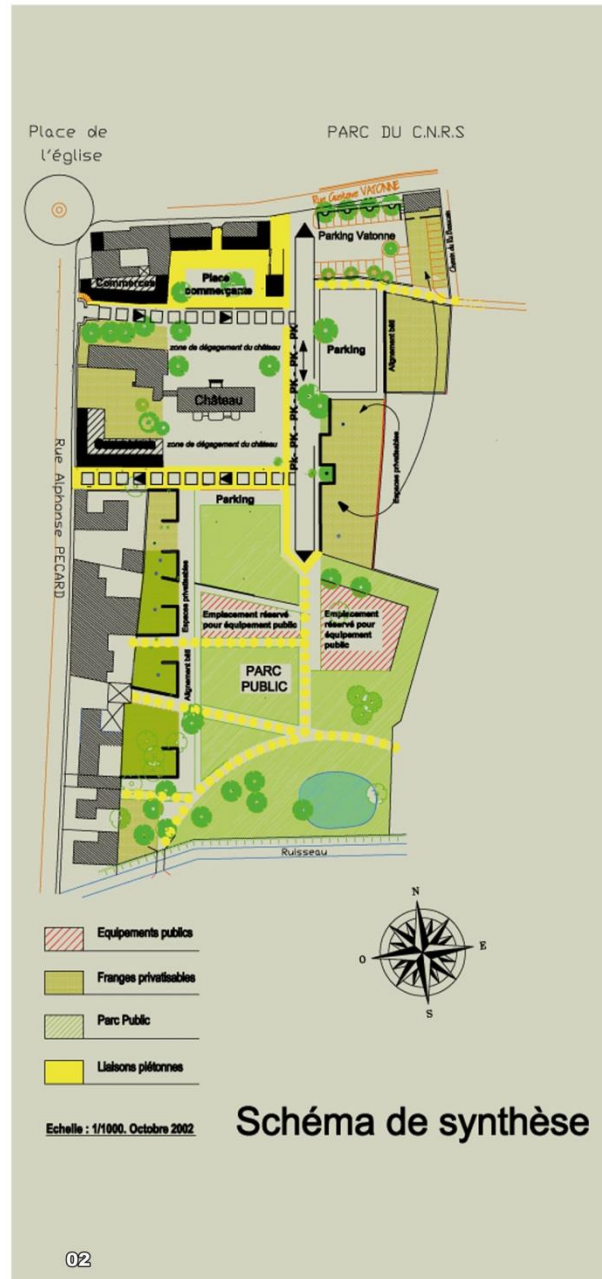 Place de
l'église
PARC DU C.N.R.S
Rue Gustave VATONNE
Parking Vatonne
Commerces
Place
commerçante
zone de dégagement du château
Parking
Alignement bâti
PK - PK - PK - PK - PK
Château
zone de dégagement du château
Espaces privatisables
Rue Alphonse PECARD
Parking
Espaces privatisables
Emplacement réservé
pour équipement public
Emplacement
réservé pour
équipement
public
Alignement bâti
PARC
PUBLIC
Ruisseau
N
O
E
S
Equipements publics
Franges privatisables
Parc Public
Liaisons piétonnes
Echelle : 1/1000. Octobre 2002
Schéma de synthèse
02